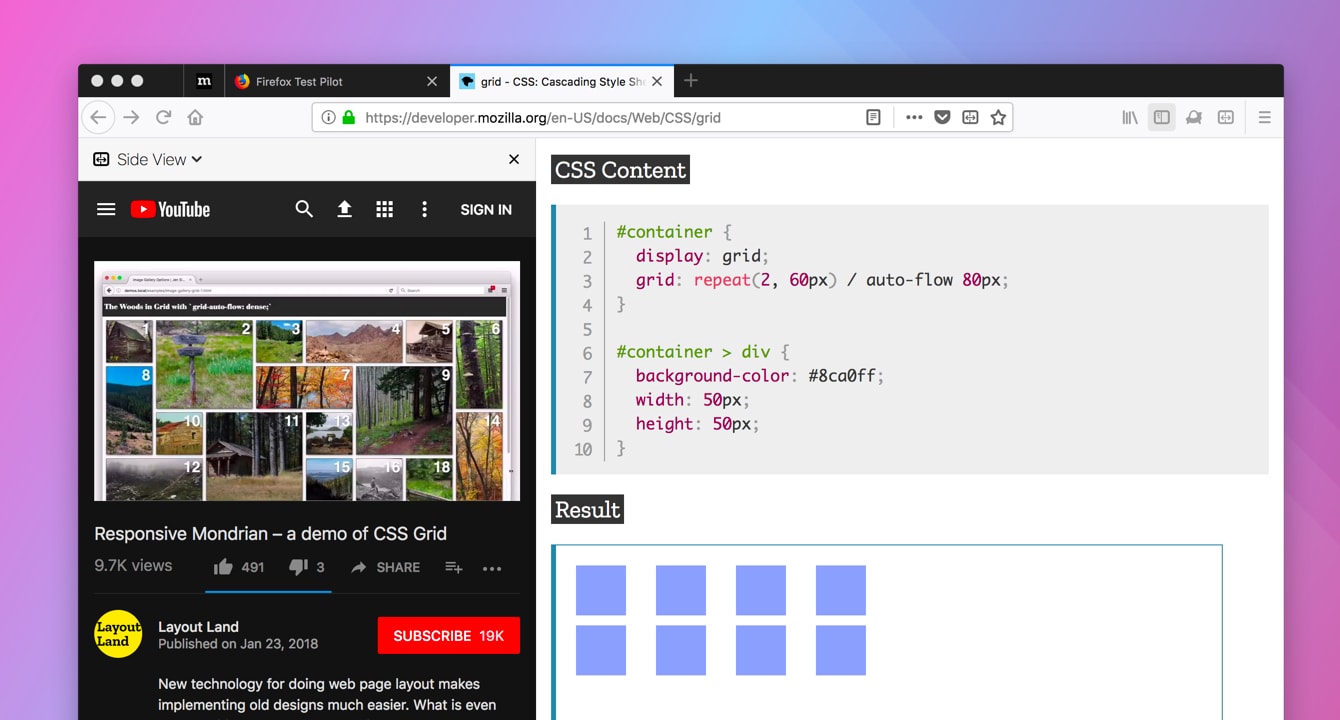 m
Firefox Test Pilot
grid - CSS: Cascading Style Sh
https://developer.mozilla.org/en-US/docs/Web/CSS/grid
Side View
YouTube
SIGN IN
Image Gallery Options | Jen Si
Search
The Woods in Grid with `grid-auto-flow: dense;`
1
2
3
4
5
6
8
7
9
10
11
13
14
12
15
16
18
Responsive Mondrian – a demo of CSS Grid
9.7K views
491
3
SHARE
Layout
Land
Layout Land
Published on Jan 23, 2018
SUBSCRIBE 19K
New technology for doing web page layout makes
implementing old designs much easier. What is even
CSS Content
1 #container {
2 display: grid;
3 grid: repeat(2, 60px) / auto-flow 80px;
4 }
5
6 #container > div {
7 background-color: #8ca0ff;
8 width: 50px;
9 height: 50px;
10 }
Result